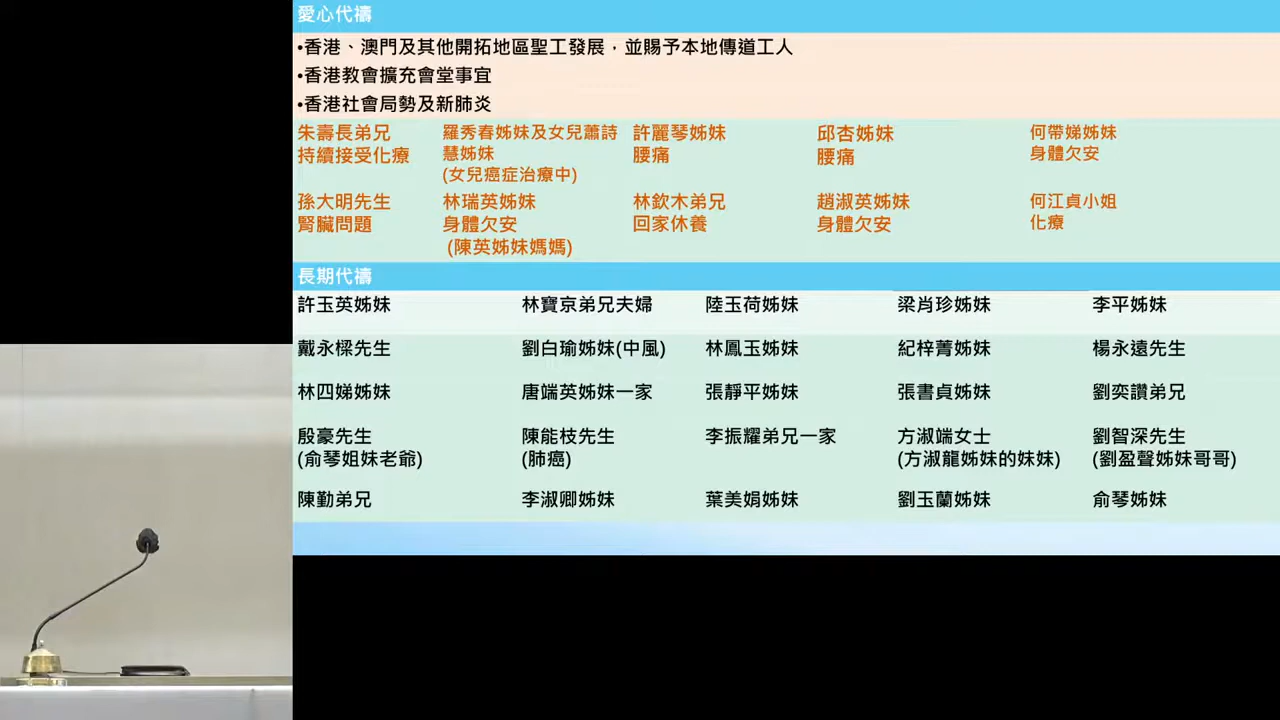 愛心代禱
•香港、澳門及其他開拓地區聖工發展，並賜予本地傳道工人
•香港教會擴充會堂事宜
•香港社會局勢及新肺炎
朱壽長弟兄
持續接受化療
羅秀春姊妹及女兒蕭詩
慧姊妹
(女兒癌症治療中)
許麗琴姊妹
腰痛
邱杏姊妹
腰痛
何帶娣姊妹
身體欠安
孫大明先生
腎臟問題
林瑞英姊妹
身體欠安
(陳英姊妹媽媽)
林欽木弟兄
回家休養
趙淑英姊妹
身體欠安
何江貞小姐
化療
長期代禱
許玉英姊妹
林寶京弟兄夫婦
陸玉荷姊妹
梁肖珍姊妹
李平姊妹
戴永樑先生
劉白瑜姊妹(中風)
林鳳玉姊妹
紀梓菁姊妹
楊永遠先生
林四娣姊妹
唐端英姊妹一家
張靜平姊妹
張書貞姊妹
劉奕讚弟兄
殷豪先生
(俞琴姐妹老爺)
陳能枝先生
(肺癌)
李振耀弟兄一家
方淑端女士
(方淑龍姊妹的妹妹)
劉智深先生
(劉盈聲姊妹哥哥)
陳勤弟兄
李淑卿姊妹
葉美娟姊妹
劉玉蘭姊妹
俞琴姊妹